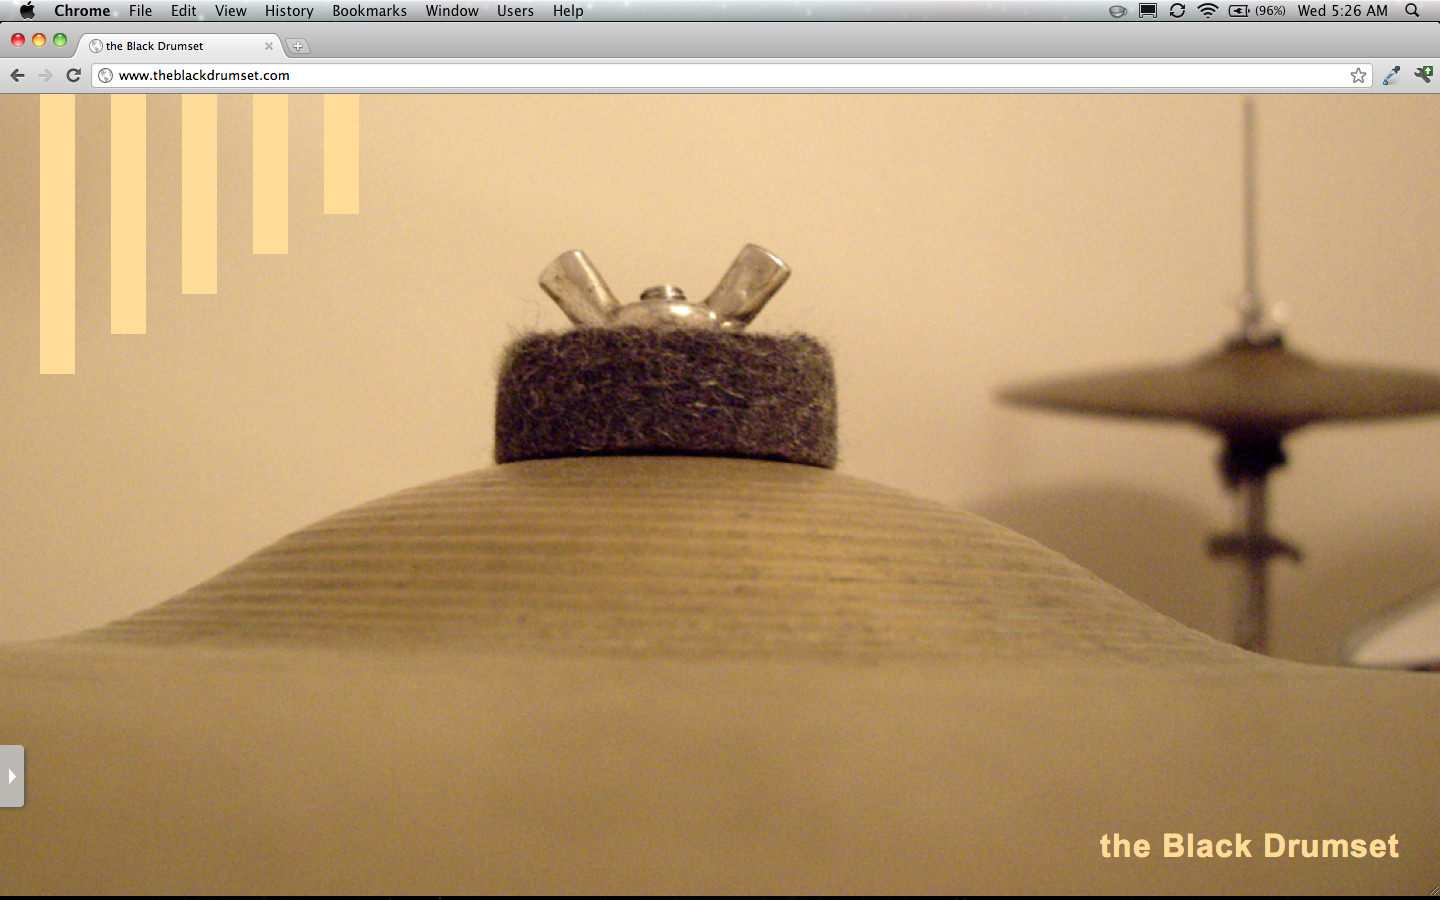 Chrome File Edit View History Bookmarks Window Users Help (96%) Wed 5:26 AM
the Black Drumset
www.theblackdrumset.com
the Black Drumset